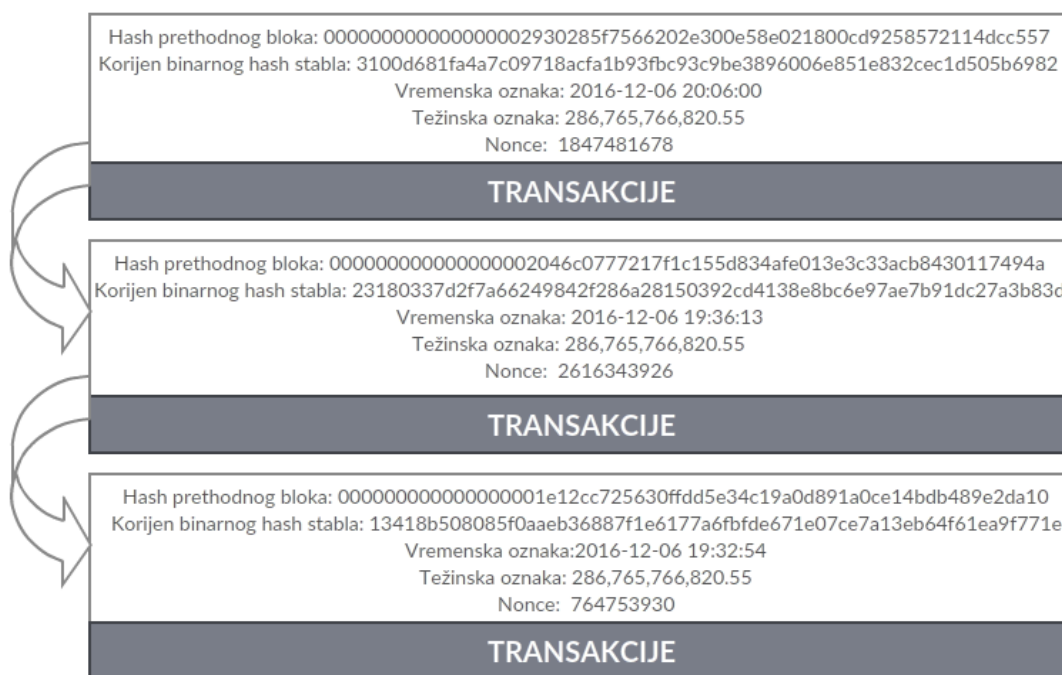 Hash prethodnog bloka: 000000000000000002930285f7566202e300e58e021800cd9258572114dcc557
Korijen binarnog hash stabla: 3100d681fa4a7c09718acfa1b93fbc93c9be3896006e851e832cec1d505b6982
Vremenska oznaka: 2016-12-06 20:06:00
Težinska oznaka: 286,765,766,820.55
Nonce: 1847481678
TRANSAKCIJE
Hash prethodnog bloka: 000000000000000002046c0777217f1c155d834afe013e3c33acb8430117494a
Korijen binarnog hash stabla: 23180337d2f7a66249842f286a28150392cd4138e8bc6e97ae7b91dc27a3b83d
Vremenska oznaka: 2016-12-06 19:36:13
Težinska oznaka: 286,765,766,820.55
Nonce: 2616343926
TRANSAKCIJE
Hash prethodnog bloka: 000000000000000001e12cc725630ffdd5e34c19a0d891a0ce14bdb489e2da10
Korijen binarnog hash stabla: 13418b508085f0aaeb36887f1e6177a6fbfde671e07ce7a13eb64f61ea9f771e
Vremenska oznaka:2016-12-06 19:32:54
Težinska oznaka: 286,765,766,820.55
Nonce: 764753930
TRANSAKCIJE